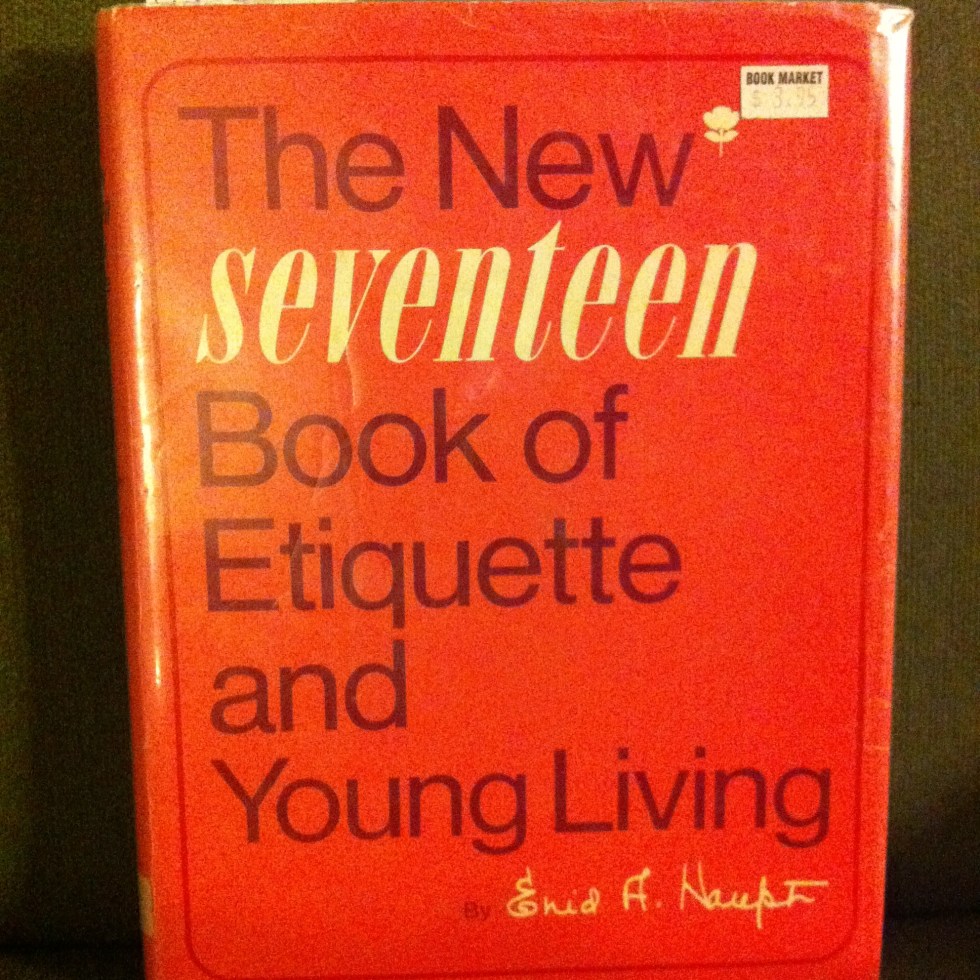 BOOK MARKET
$ 3.95
The New
seventeen
Book of
Etiquette
and
Young Living
By Enid A. Haupt